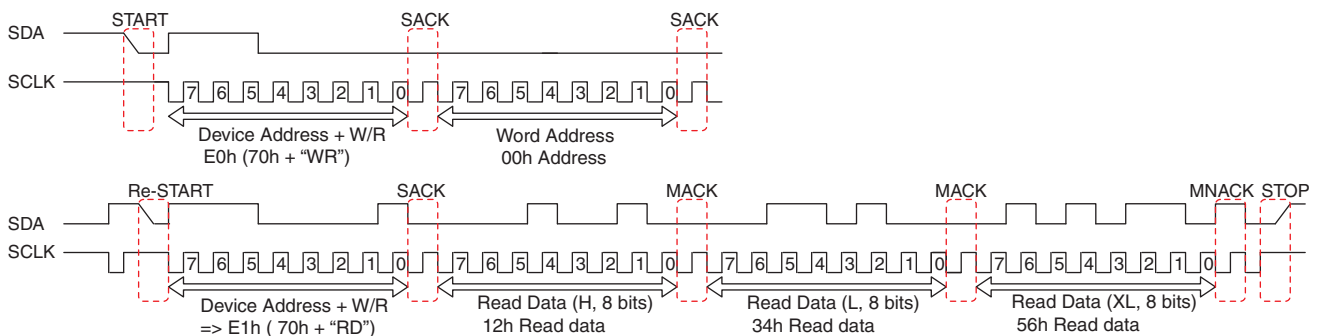 START SACK SACK
SDA
SCLK
7 6 5 4 3 2 1 0 7 6 5 4 3 2 1 0
Device Address + W/R Word Address
E0h (70h + “WR”) 00h Address
Re-START SACK MACK MACK MNACK STOP
SDA
SCLK
7 6 5 4 3 2 1 0 7 6 5 4 3 2 1 0 7 6 5 4 3 2 1 0 7 6 5 4 3 2 1 0
Device Address + W/R Read Data (H, 8 bits) Read Data (L, 8 bits) Read Data (XL, 8 bits)
=> E1h ( 70h + “RD”) 12h Read data 34h Read data 56h Read data